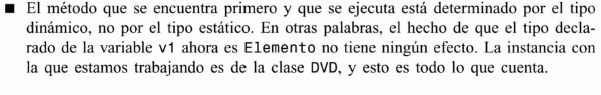 ■ El método que se encuentra primero y que se ejecuta está determinado por el tipo
dinámico, no por el tipo estático. En otras palabras, el hecho de que el tipo decla-
rado de la variable v1 ahora es Elemento no tiene ningún efecto. La instancia con
la que estamos trabajando es de la clase DVD, y esto es todo lo que cuenta.